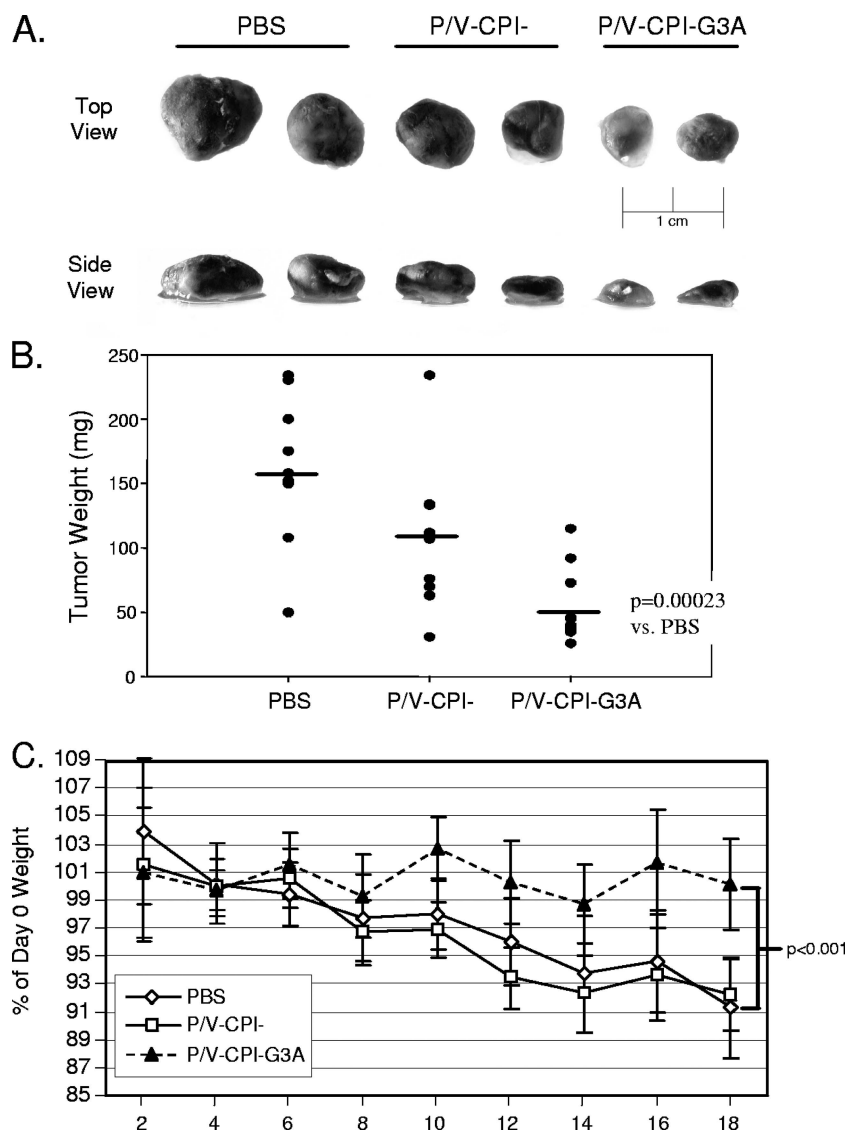 A.
PBS P/V-CPI- P/V-CPI-G3A
Top
View
1 cm
Side
View
B.
Tumor Weight (mg)
250
200
150
100
50
0
p=0.00023
vs. PBS
PBS P/V-CPI- P/V-CPI-G3A
C.
% of Day 0 Weight
109
107
105
103
101
99
97
95
93
91
89
87
85
p<0.001
PBS
P/V-CPI-
P/V-CPI-G3A
2 4 6 8 10 12 14 16 18